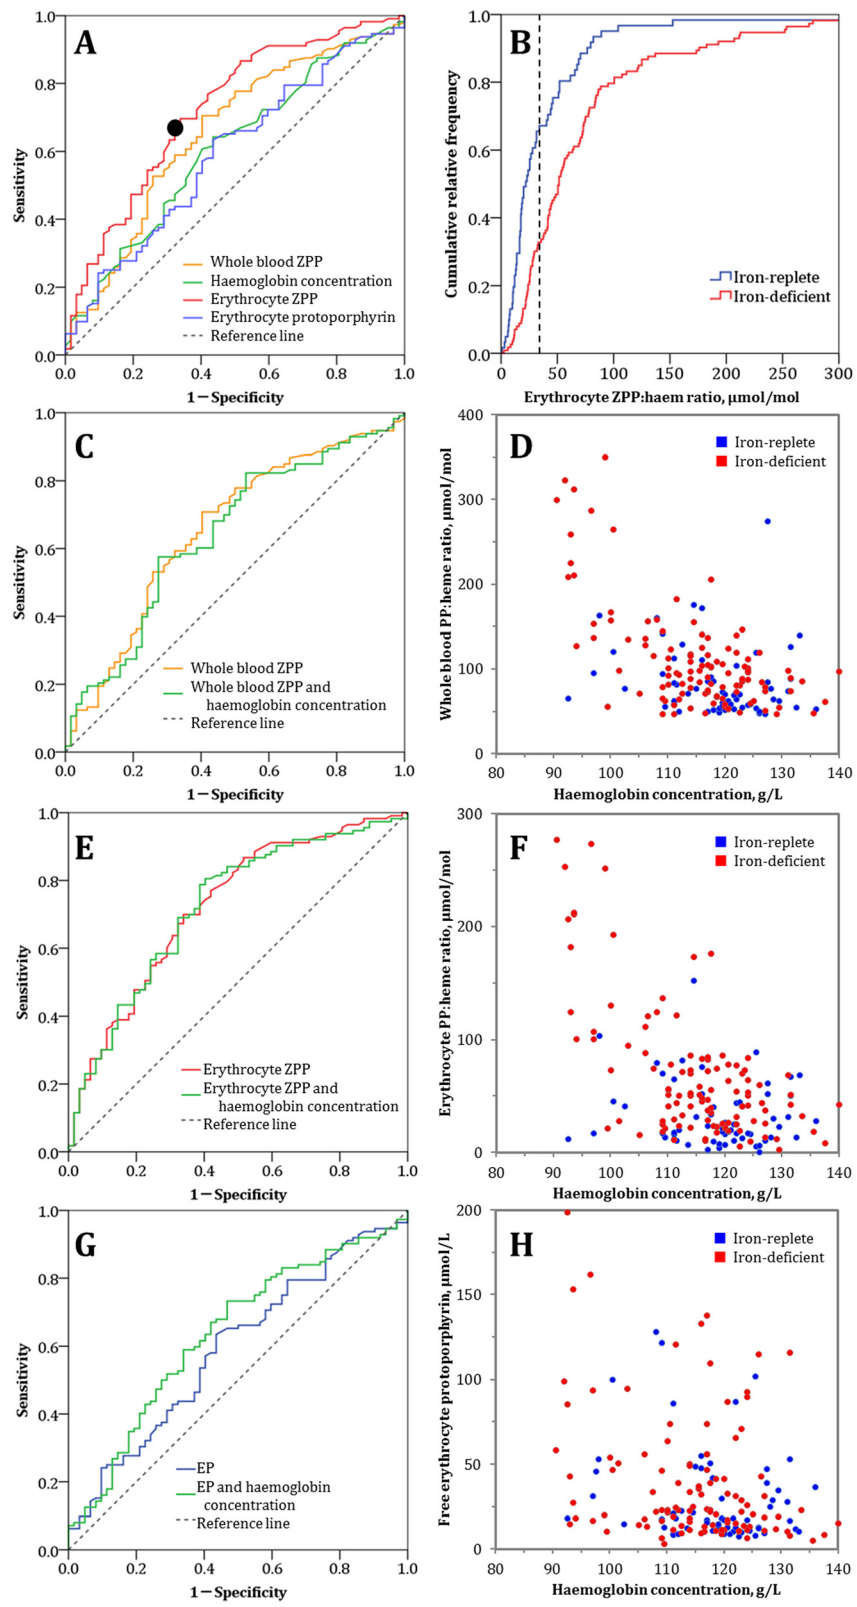 A
Sensitivity
1.0
0.8
0.6
0.4
0.2
0.0
Whole blood ZPP
Haemoglobin concentration
Erythrocyte ZPP
Erythrocyte protoporphyrin
Reference line
0.0 0.2 0.4 0.6 0.8 1.0
1−Specificity
B
Cumulative relative frequency
1.0
0.8
0.6
0.4
0.2
0.0
Iron-replete
Iron-deficient
0 50 100 150 200 250 300
Erythrocyte ZPP:haem ratio, μmol/mol
C
Sensitivity
1.0
0.8
0.6
0.4
0.2
0.0
Whole blood ZPP
Whole blood ZPP and
haemoglobin concentration
Reference line
0.0 0.2 0.4 0.6 0.8 1.0
1−Specificity
D
Whole blood PP:heme ratio, μmol/mol
400
300
200
100
0
Iron-replete
Iron-deficient
80 90 100 110 120 130 140
Haemoglobin concentration, g/L
E
Sensitivity
1.0
0.8
0.6
0.4
0.2
0.0
Erythrocyte ZPP
Erythrocyte ZPP and
haemoglobin concentration
Reference line
0.0 0.2 0.4 0.6 0.8 1.0
1−Specificity
F
Erythrocyte PP:heme ratio, μmol/mol
300
200
100
0
Iron-replete
Iron-deficient
80 90 100 110 120 130 140
Haemoglobin concentration, g/L
G
Sensitivity
1.0
0.8
0.6
0.4
0.2
0.0
EP
EP and haemoglobin
concentration
Reference line
0.0 0.2 0.4 0.6 0.8 1.0
1−Specificity
H
Free erythrocyte protoporphyrin, μmol/L
200
150
100
50
0
Iron-replete
Iron-deficient
80 90 100 110 120 130 140
Haemoglobin concentration, g/L